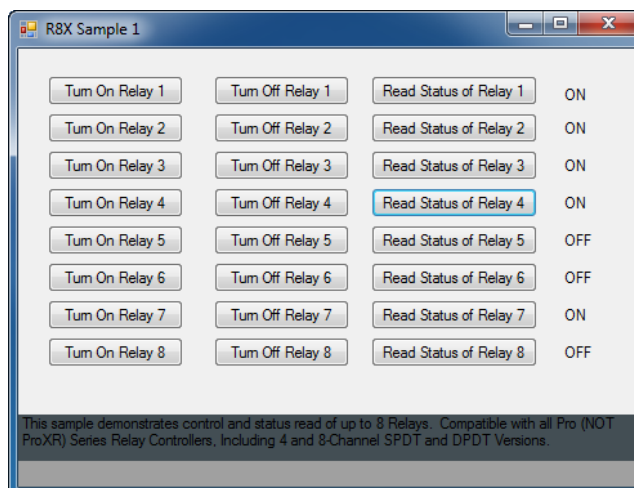 R8X Sample 1
Turn On Relay 1 Turn Off Relay 1 Read Status of Relay 1 ON
Turn On Relay 2 Turn Off Relay 2 Read Status of Relay 2 ON
Turn On Relay 3 Turn Off Relay 3 Read Status of Relay 3 ON
Turn On Relay 4 Turn Off Relay 4 Read Status of Relay 4 ON
Turn On Relay 5 Turn Off Relay 5 Read Status of Relay 5 OFF
Turn On Relay 6 Turn Off Relay 6 Read Status of Relay 6 OFF
Turn On Relay 7 Turn Off Relay 7 Read Status of Relay 7 ON
Turn On Relay 8 Turn Off Relay 8 Read Status of Relay 8 OFF
This sample demonstrates control and status read of up to 8 Relays. Compatible with all Pro (NOT
ProXR) Series Relay Controllers, Including 4 and 8-Channel SPDT and DPDT Versions.